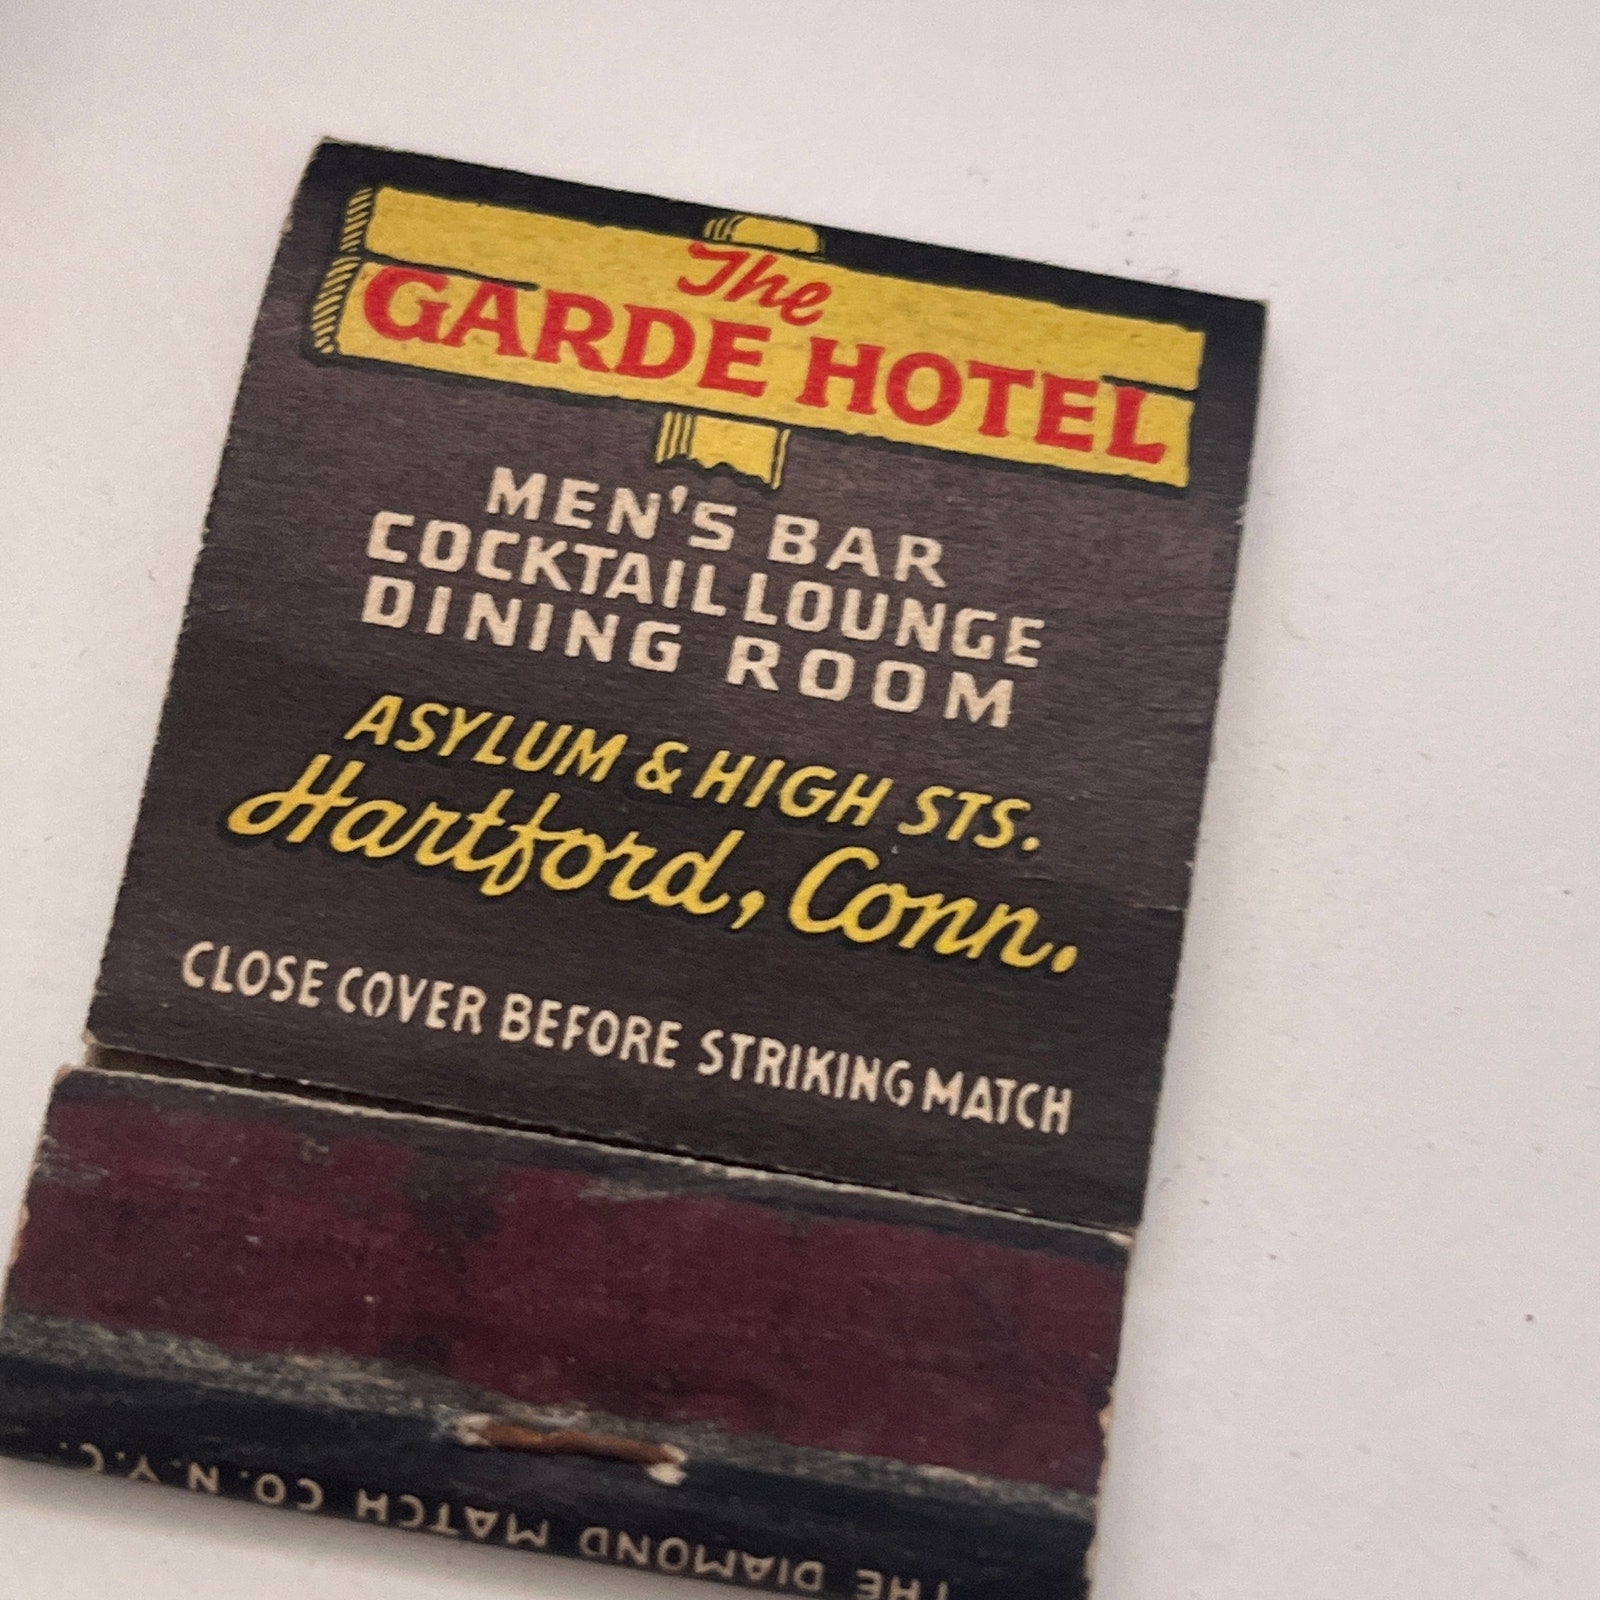 The
GARDE HOTEL
MEN'S BAR
COCKTAIL LOUNGE
DINING ROOM
ASYLUM & HIGH STS.
Hartford, Conn.
CLOSE COVER BEFORE STRIKING MATCH
THE DIAMOND MATCH CO. N.Y.C.